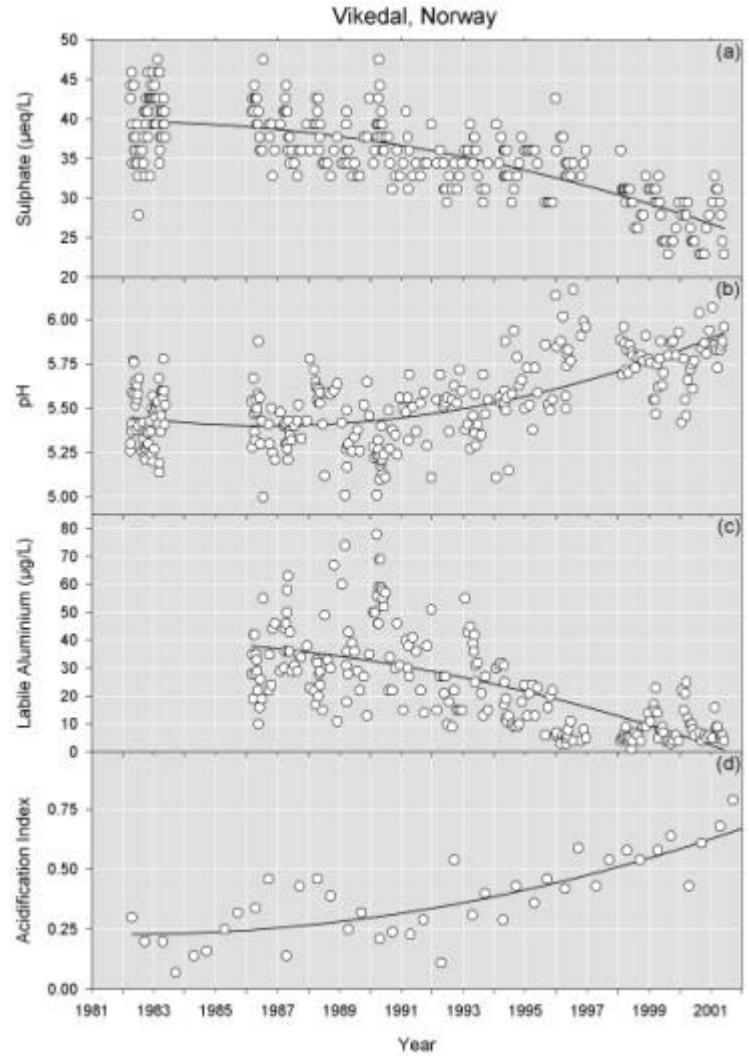 Vikedal, Norway
(a)
50
45
40
35
30
25
20
Sulphate (µeq/L)
(b)
6.00
5.75
5.50
5.25
5.00
pH
(c)
80
70
60
50
40
30
20
10
0
Labile Aluminium (µg/L)
(d)
0.75
0.50
0.25
0.00
Acidification Index
1981 1983 1985 1987 1989 1991 1993 1995 1997 1999 2001
Year